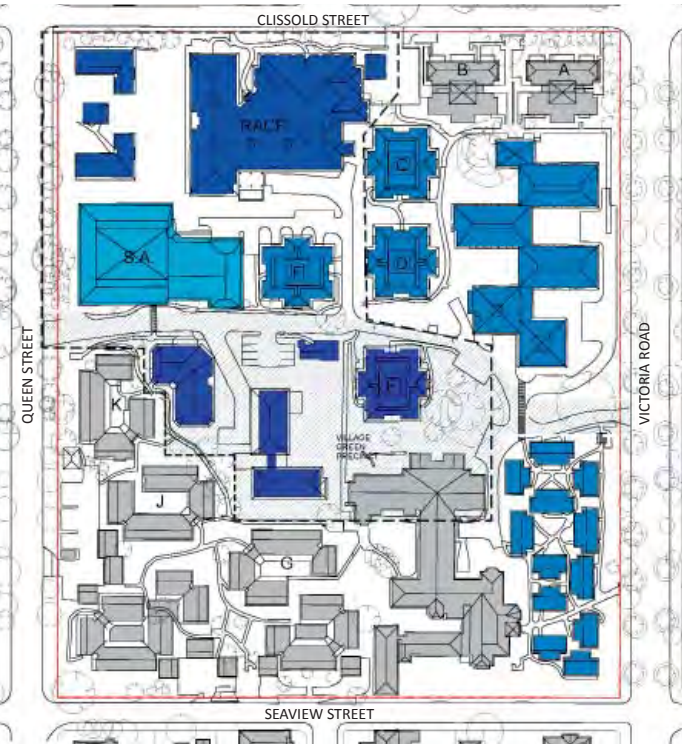 CLISSOLD STREET
B
A
RACF
C
D
S.A.
QUEEN STREET
VICTORIA ROAD
F
K
VILLAGE
GREEN
PRECINCT
J
G
SEAVIEW STREET